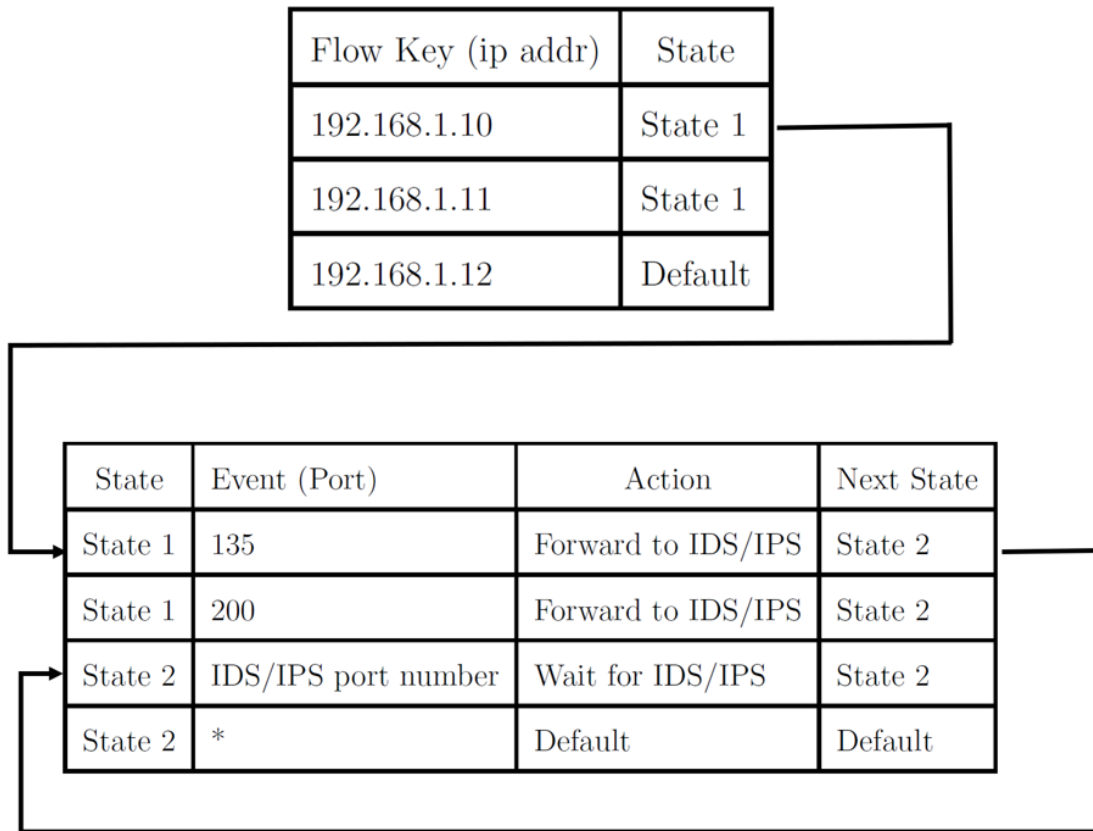 Flow Key (ip addr) State
192.168.1.10 State 1
192.168.1.11 State 1
192.168.1.12 Default
State Event (Port) Action Next State
State 1 135 Forward to IDS/IPS State 2
State 1 200 Forward to IDS/IPS State 2
State 2 IDS/IPS port number Wait for IDS/IPS State 2
State 2 * Default Default